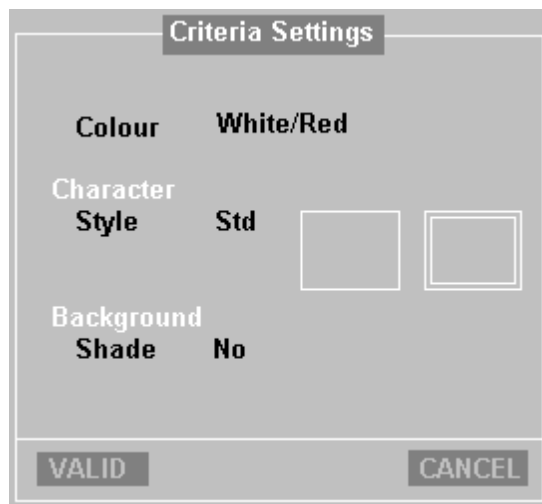 Criteria Settings
Colour White/Red
Character
Style Std
Background
Shade No
VALID CANCEL